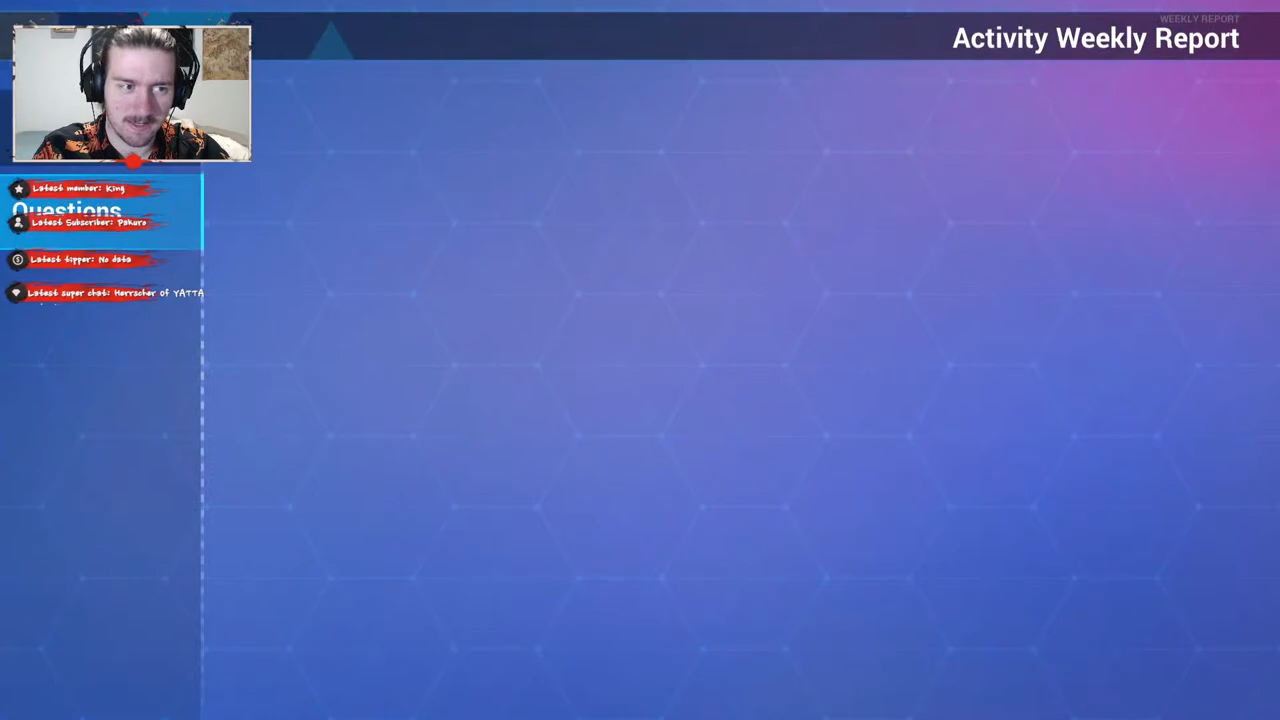 WEEKLY REPORT
Activity Weekly Report
Latest member: King
Questions
Latest Subscriber: Pakuro
Latest tipper: No data
Latest super chat: Herrscher of YATTA